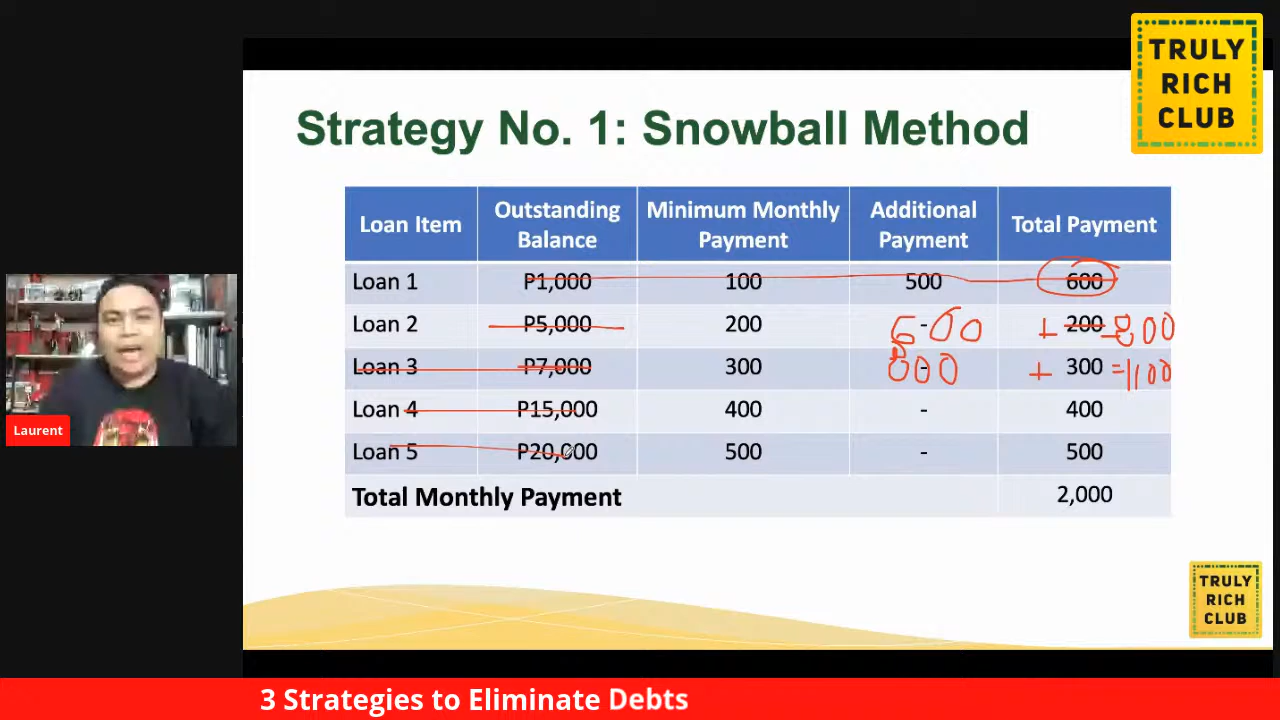 TRULY
RICH
CLUB
Strategy No. 1: Snowball Method
Loan Item Outstanding Balance Minimum Monthly Payment Additional Payment Total Payment
Loan 1 P1,000 100 500 600
Loan 2 P5,000 200 - 600 + 200 =800
Loan 3 P7,000 300 - 800 + 300 =1100
Loan 4 P15,000 400 - 400
Loan 5 P20,000 500 - 500
Total Monthly Payment 2,000
Laurent
TRULY
RICH
CLUB
3 Strategies to Eliminate Debts